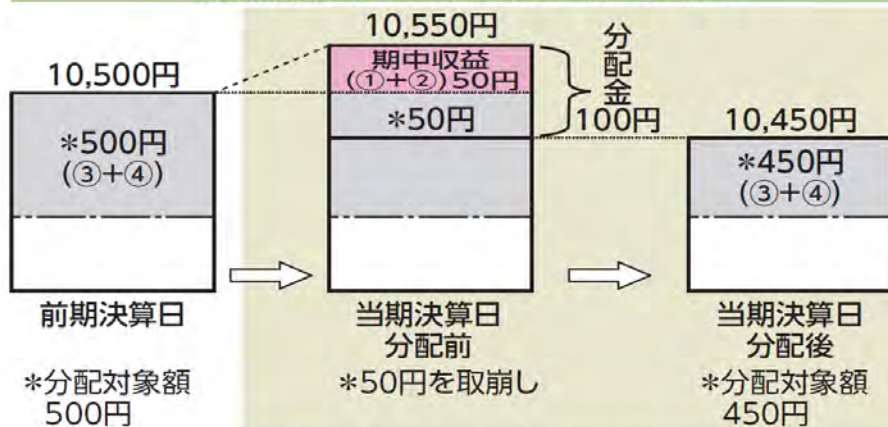 10,500円
*500円
(③+④)
前期決算日
*分配対象額
500円
10,550円
期中収益
(①+②)50円
*50円
分配金
100円
当期決算日
分配前
*50円を取崩し
10,450円
*450円
(③+④)
当期決算日
分配後
*分配対象額
450円